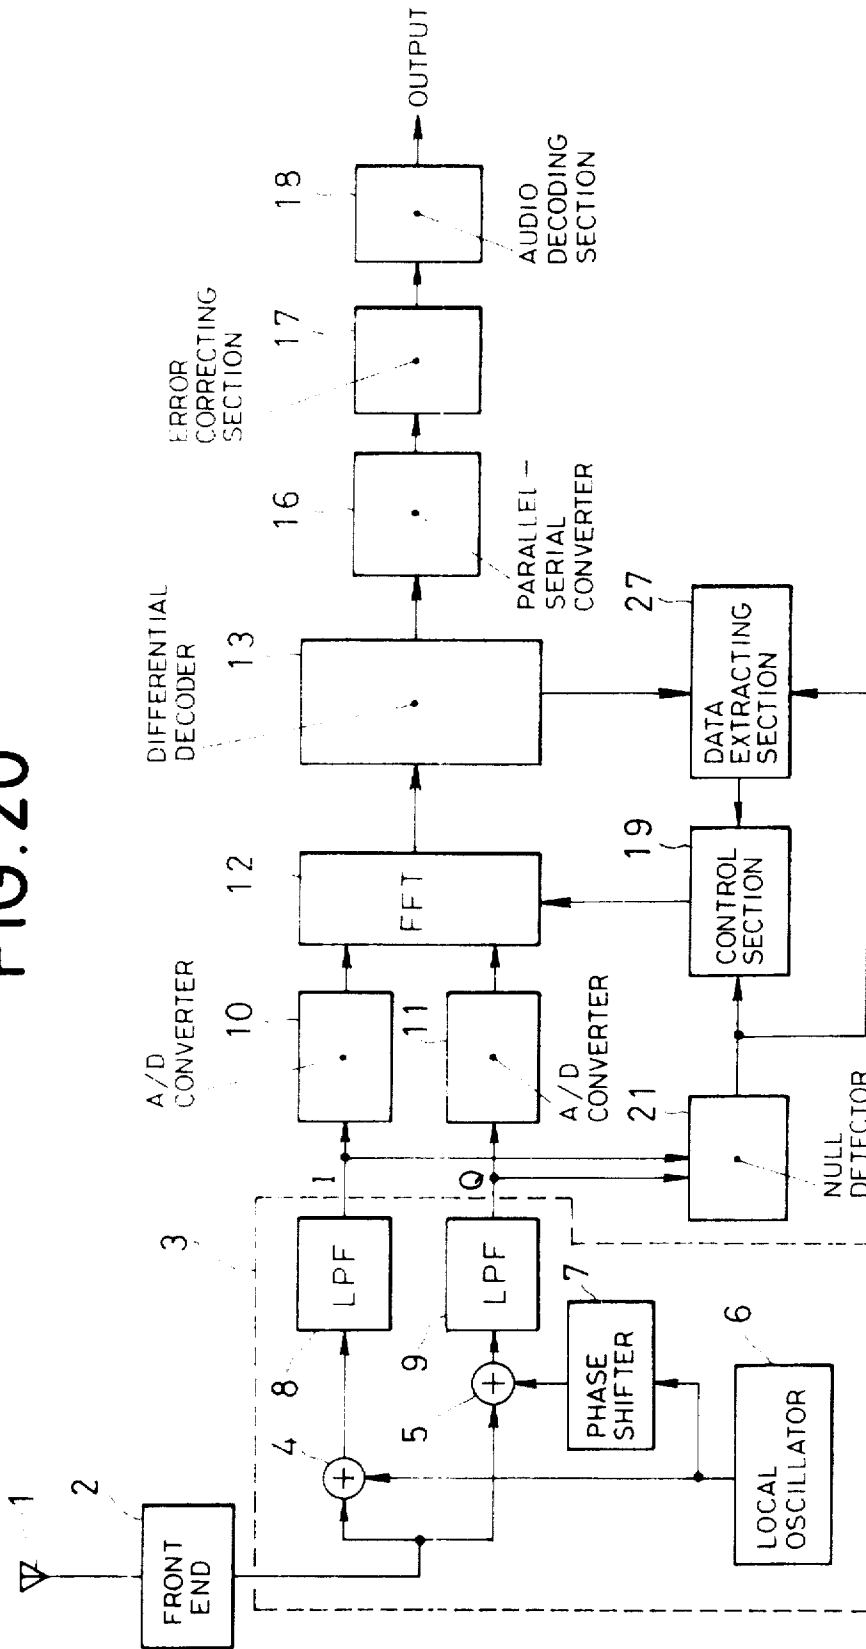 FIG. 20
1
2
FRONT
END
3
4
5
6
LOCAL
OSCILLATOR
7
PHASE
SHIFTER
8
LPF
9
LPF
I
Q
A/D
CONVERTER
10
11
A/D
CONVERTER
21
NULL
DETECTOR
12
FFT
19
CONTROL
SECTION
DIFFERENTIAL
DECODER
13
27
DATA
EXTRACTING
SECTION
16
PARALLEL-
SERIAL
CONVERTER
ERROR
CORRECTING
SECTION
17
18
AUDIO
DECODING
SECTION
OUTPUT